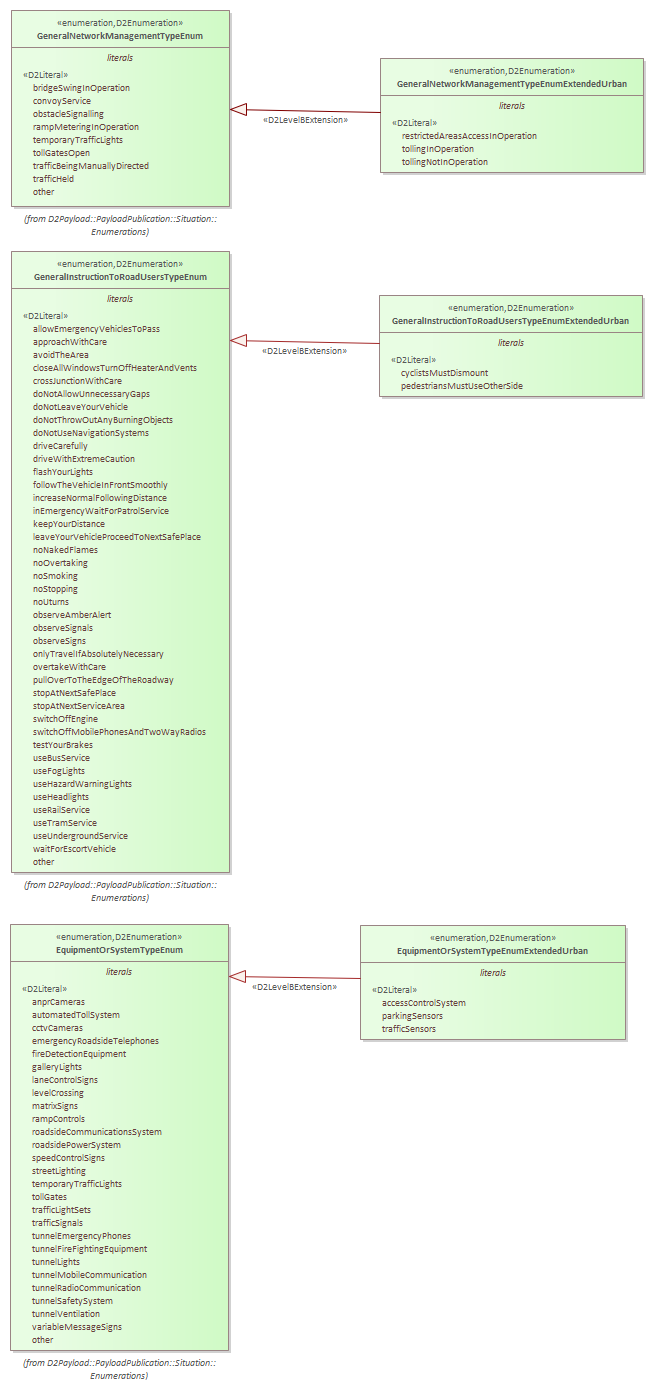 «enumeration,D2Enumeration»
GeneralNetworkManagementTypeEnum
literals
«D2Literal»
bridgeSwingInOperation
convoyService
obstacleSignalling
rampMeteringInOperation
temporaryTrafficLights
tollGatesOpen
trafficBeingManuallyDirected
trafficHeld
other
(from D2Payload::PayloadPublication::Situation::
Enumerations)
«D2LevelBExtension»
«enumeration,D2Enumeration»
GeneralNetworkManagementTypeEnumExtendedUrban
literals
«D2Literal»
restrictedAreasAccessInOperation
tollingInOperation
tollingNotInOperation
«enumeration,D2Enumeration»
GeneralInstructionToRoadUsersTypeEnum
literals
«D2Literal»
allowEmergencyVehiclesToPass
approachWithCare
avoidTheArea
closeAllWindowsTurnOffHeaterAndVents
crossJunctionWithCare
doNotAllowUnnecessaryGaps
doNotLeaveYourVehicle
doNotThrowOutAnyBurningObjects
doNotUseNavigationSystems
driveCarefully
driveWithExtremeCaution
flashYourLights
followTheVehicleInFrontSmoothly
increaseNormalFollowingDistance
inEmergencyWaitForPatrolService
keepYourDistance
leaveYourVehicleProceedToNextSafePlace
noNakedFlames
noOvertaking
noSmoking
noStopping
noUturns
observeAmberAlert
observeSignals
observeSigns
onlyTravelIfAbsolutelyNecessary
overtakeWithCare
pullOverToTheEdgeOfTheRoadway
stopAtNextSafePlace
stopAtNextServiceArea
switchOffEngine
switchOffMobilePhonesAndTwoWayRadios
testYourBrakes
useBusService
useFogLights
useHazardWarningLights
useHeadlights
useRailService
useTramService
useUndergroundService
waitForEscortVehicle
other
(from D2Payload::PayloadPublication::Situation::
Enumerations)
«D2LevelBExtension»
«enumeration,D2Enumeration»
GeneralInstructionToRoadUsersTypeEnumExtendedUrban
literals
«D2Literal»
cyclistsMustDismount
pedestriansMustUseOtherSide
«enumeration,D2Enumeration»
EquipmentOrSystemTypeEnum
literals
«D2Literal»
anprCameras
automatedTollSystem
cctvCameras
emergencyRoadsideTelephones
fireDetectionEquipment
galleryLights
laneControlSigns
levelCrossing
matrixSigns
rampControls
roadsideCommunicationsSystem
roadsidePowerSystem
speedControlSigns
streetLighting
temporaryTrafficLights
tollGates
trafficLightSets
trafficSignals
tunnelEmergencyPhones
tunnelFireFightingEquipment
tunnelLights
tunnelMobileCommunication
tunnelRadioCommunication
tunnelSafetySystem
tunnelVentilation
variableMessageSigns
other
(from D2Payload::PayloadPublication::Situation::
Enumerations)
«D2LevelBExtension»
«enumeration,D2Enumeration»
EquipmentOrSystemTypeEnumExtendedUrban
literals
«D2Literal»
accessControlSystem
parkingSensors
trafficSensors